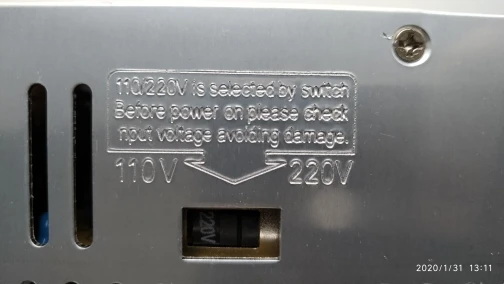 110/220V is selected by switch
Before power on please check
input voltage avoiding damage.
110V 220V
220V
2020/1/31 13:11